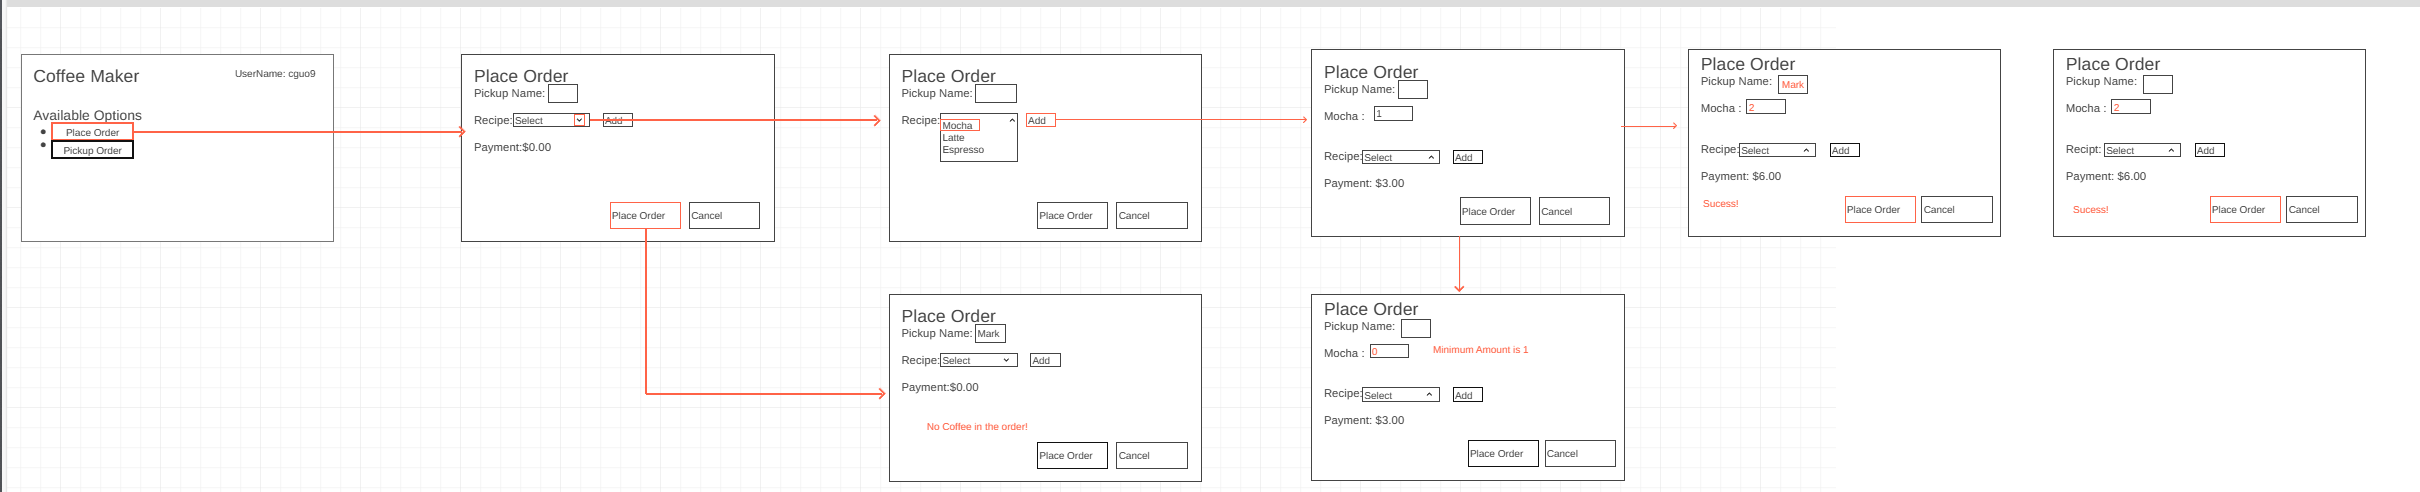 Coffee Maker
UserName: cguo9
Available Options
Place Order
Pickup Order
Place Order
Pickup Name:
Recipe: Select Add
Payment:$0.00
Place Order Cancel
Place Order
Pickup Name:
Recipe: Mocha Add
Latte
Espresso
Place Order Cancel
Place Order
Pickup Name:
Mocha : 1
Recipe: Select Add
Payment: $3.00
Place Order Cancel
Place Order
Pickup Name: Mark
Mocha : 2
Recipe: Select Add
Payment: $6.00
Sucess!
Place Order Cancel
Place Order
Pickup Name:
Mocha : 2
Recipt: Select Add
Payment: $6.00
Sucess!
Place Order Cancel
Place Order
Pickup Name: Mark
Recipe: Select Add
Payment:$0.00
No Coffee in the order!
Place Order Cancel
Place Order
Pickup Name:
Mocha : 0 Minimum Amount is 1
Recipe: Select Add
Payment: $3.00
Place Order Cancel